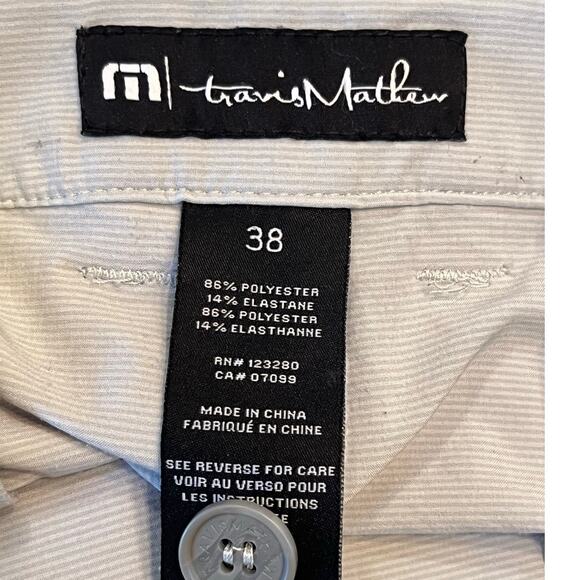 m| travisMathew
38
86% POLYESTER
14% ELASTANE
86% POLYESTER
14% ELASTHANNE
RN# 123280
CA# 07099
MADE IN CHINA
FABRIQUÉ EN CHINE
SEE REVERSE FOR CARE
VOIR AU VERSO POUR
LES